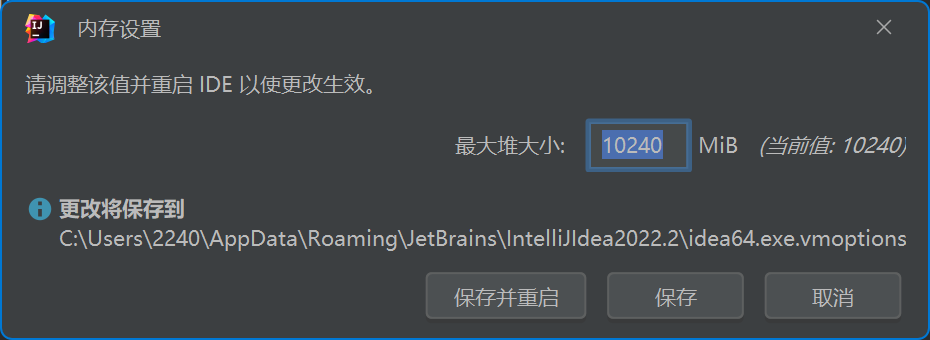 IJ
内存设置
请调整该值并重启 IDE 以使更改生效。
最大堆大小: 10240 MiB (当前值: 10240)
更改将保存到
C:\Users\2240\AppData\Roaming\JetBrains\IntelliJIdea2022.2\idea64.exe.vmoptions
保存并重启 保存 取消